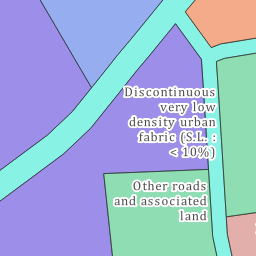 Discontinuous
very low
density urban
fabric (S.L. :
< 10%)
Other roads
and associated
land